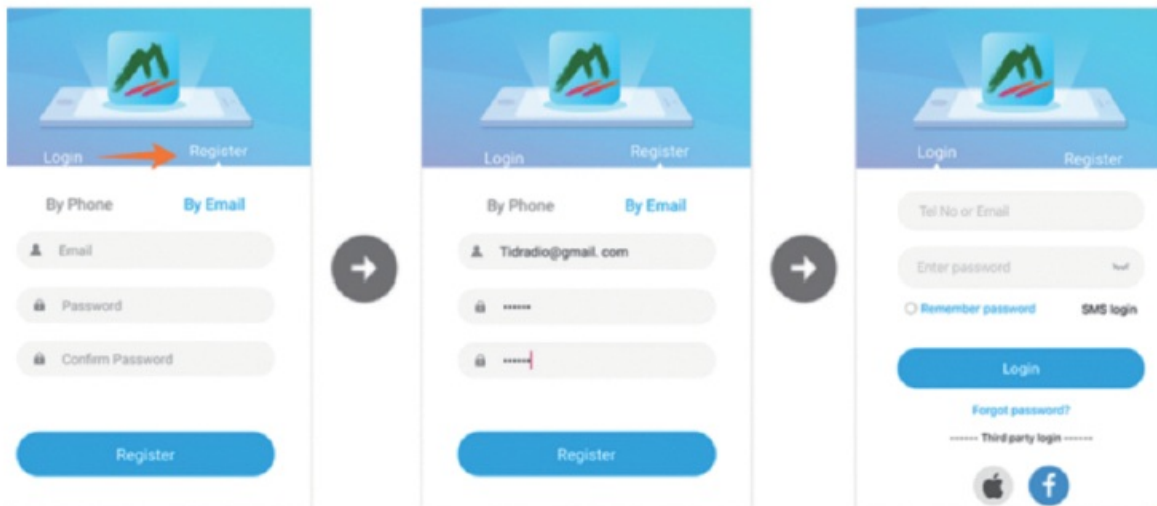 Login Register
By Phone By Email
Email
Password
Confirm Password
Register
Login Register
By Phone By Email
Tidradio@gmail. com
••••••
••••••
Register
Login Register
Tel No or Email
Enter password
Remember password SMS login
Login
Forgot password?
------ Third party login ------